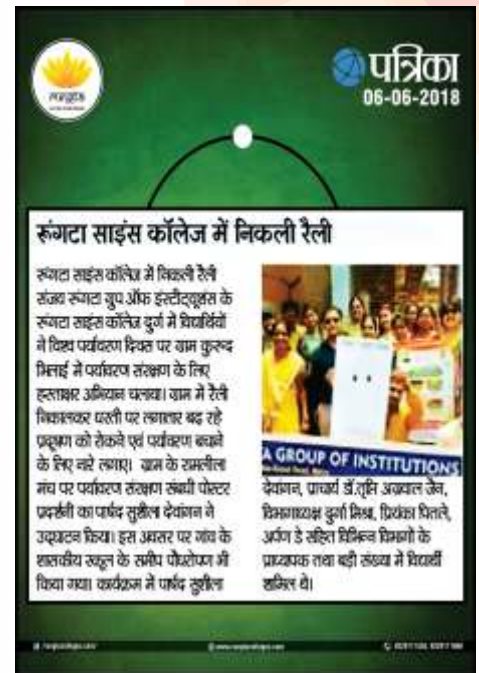 पत्रिका
06-06-2018
रूंगटा साइंस कॉलेज में निकली रैली
रूंगटा साइंस कॉलेज में निकली रैली
संजय रूंगटा ग्रुप ऑफ इंस्टीट्यूशंस के
रूंगटा साइंस कॉलेज दुर्ग में विद्यार्थियों
ने विश्व पर्यावरण दिवस पर ग्राम कुरुद
भिलाई में पर्यावरण संरक्षण के लिए
हस्ताक्षर अभियान चलाया। ग्राम में रैली
निकालकर धरती पर लगातार बढ़ रहे
प्रदूषण को रोकने एवं पर्यावरण बचाने
के लिए नारे लगाए। ग्राम के रामलीला
मंच पर पर्यावरण संरक्षण संबंधी पोस्टर
प्रदर्शनी का पार्षद सुशीला देवांगन ने
उद्घाटन किया। इस अवसर पर गांव के
शासकीय स्कूल के समीप पौधरोपण भी
किया गया। कार्यक्रम में पार्षद सुशीला
A GROUP OF INSTITUTIONS
देवांगन, प्राचार्य डॉ.तृप्ति अग्रवाल जैन,
विभागाध्यक्ष दुर्गा मिश्रा, प्रियंका पितले,
अर्पण डे सहित विभिन्न विभागों के
प्राध्यापक तथा बड़ी संख्या में विद्यार्थी
शामिल थे।